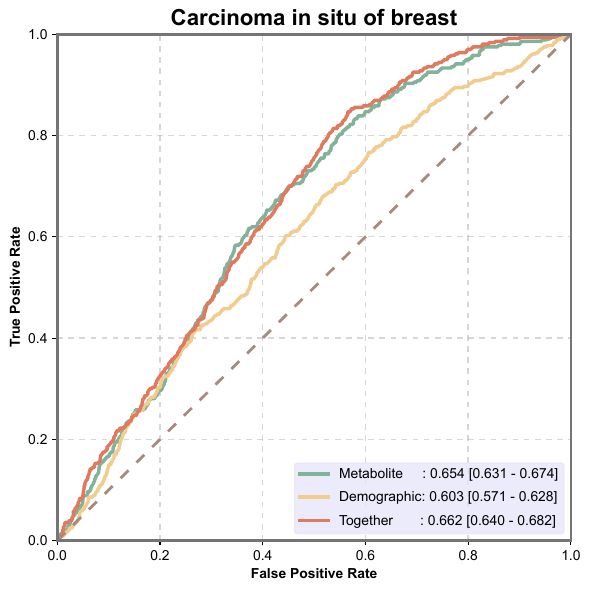 Carcinoma in situ of breast
True Positive Rate
1.0
0.8
0.6
0.4
0.2
0.0
Metabolite : 0.654 [0.631 - 0.674]
Demographic: 0.603 [0.571 - 0.628]
Together : 0.662 [0.640 - 0.682]
0.0 0.2 0.4 0.6 0.8 1.0
False Positive Rate